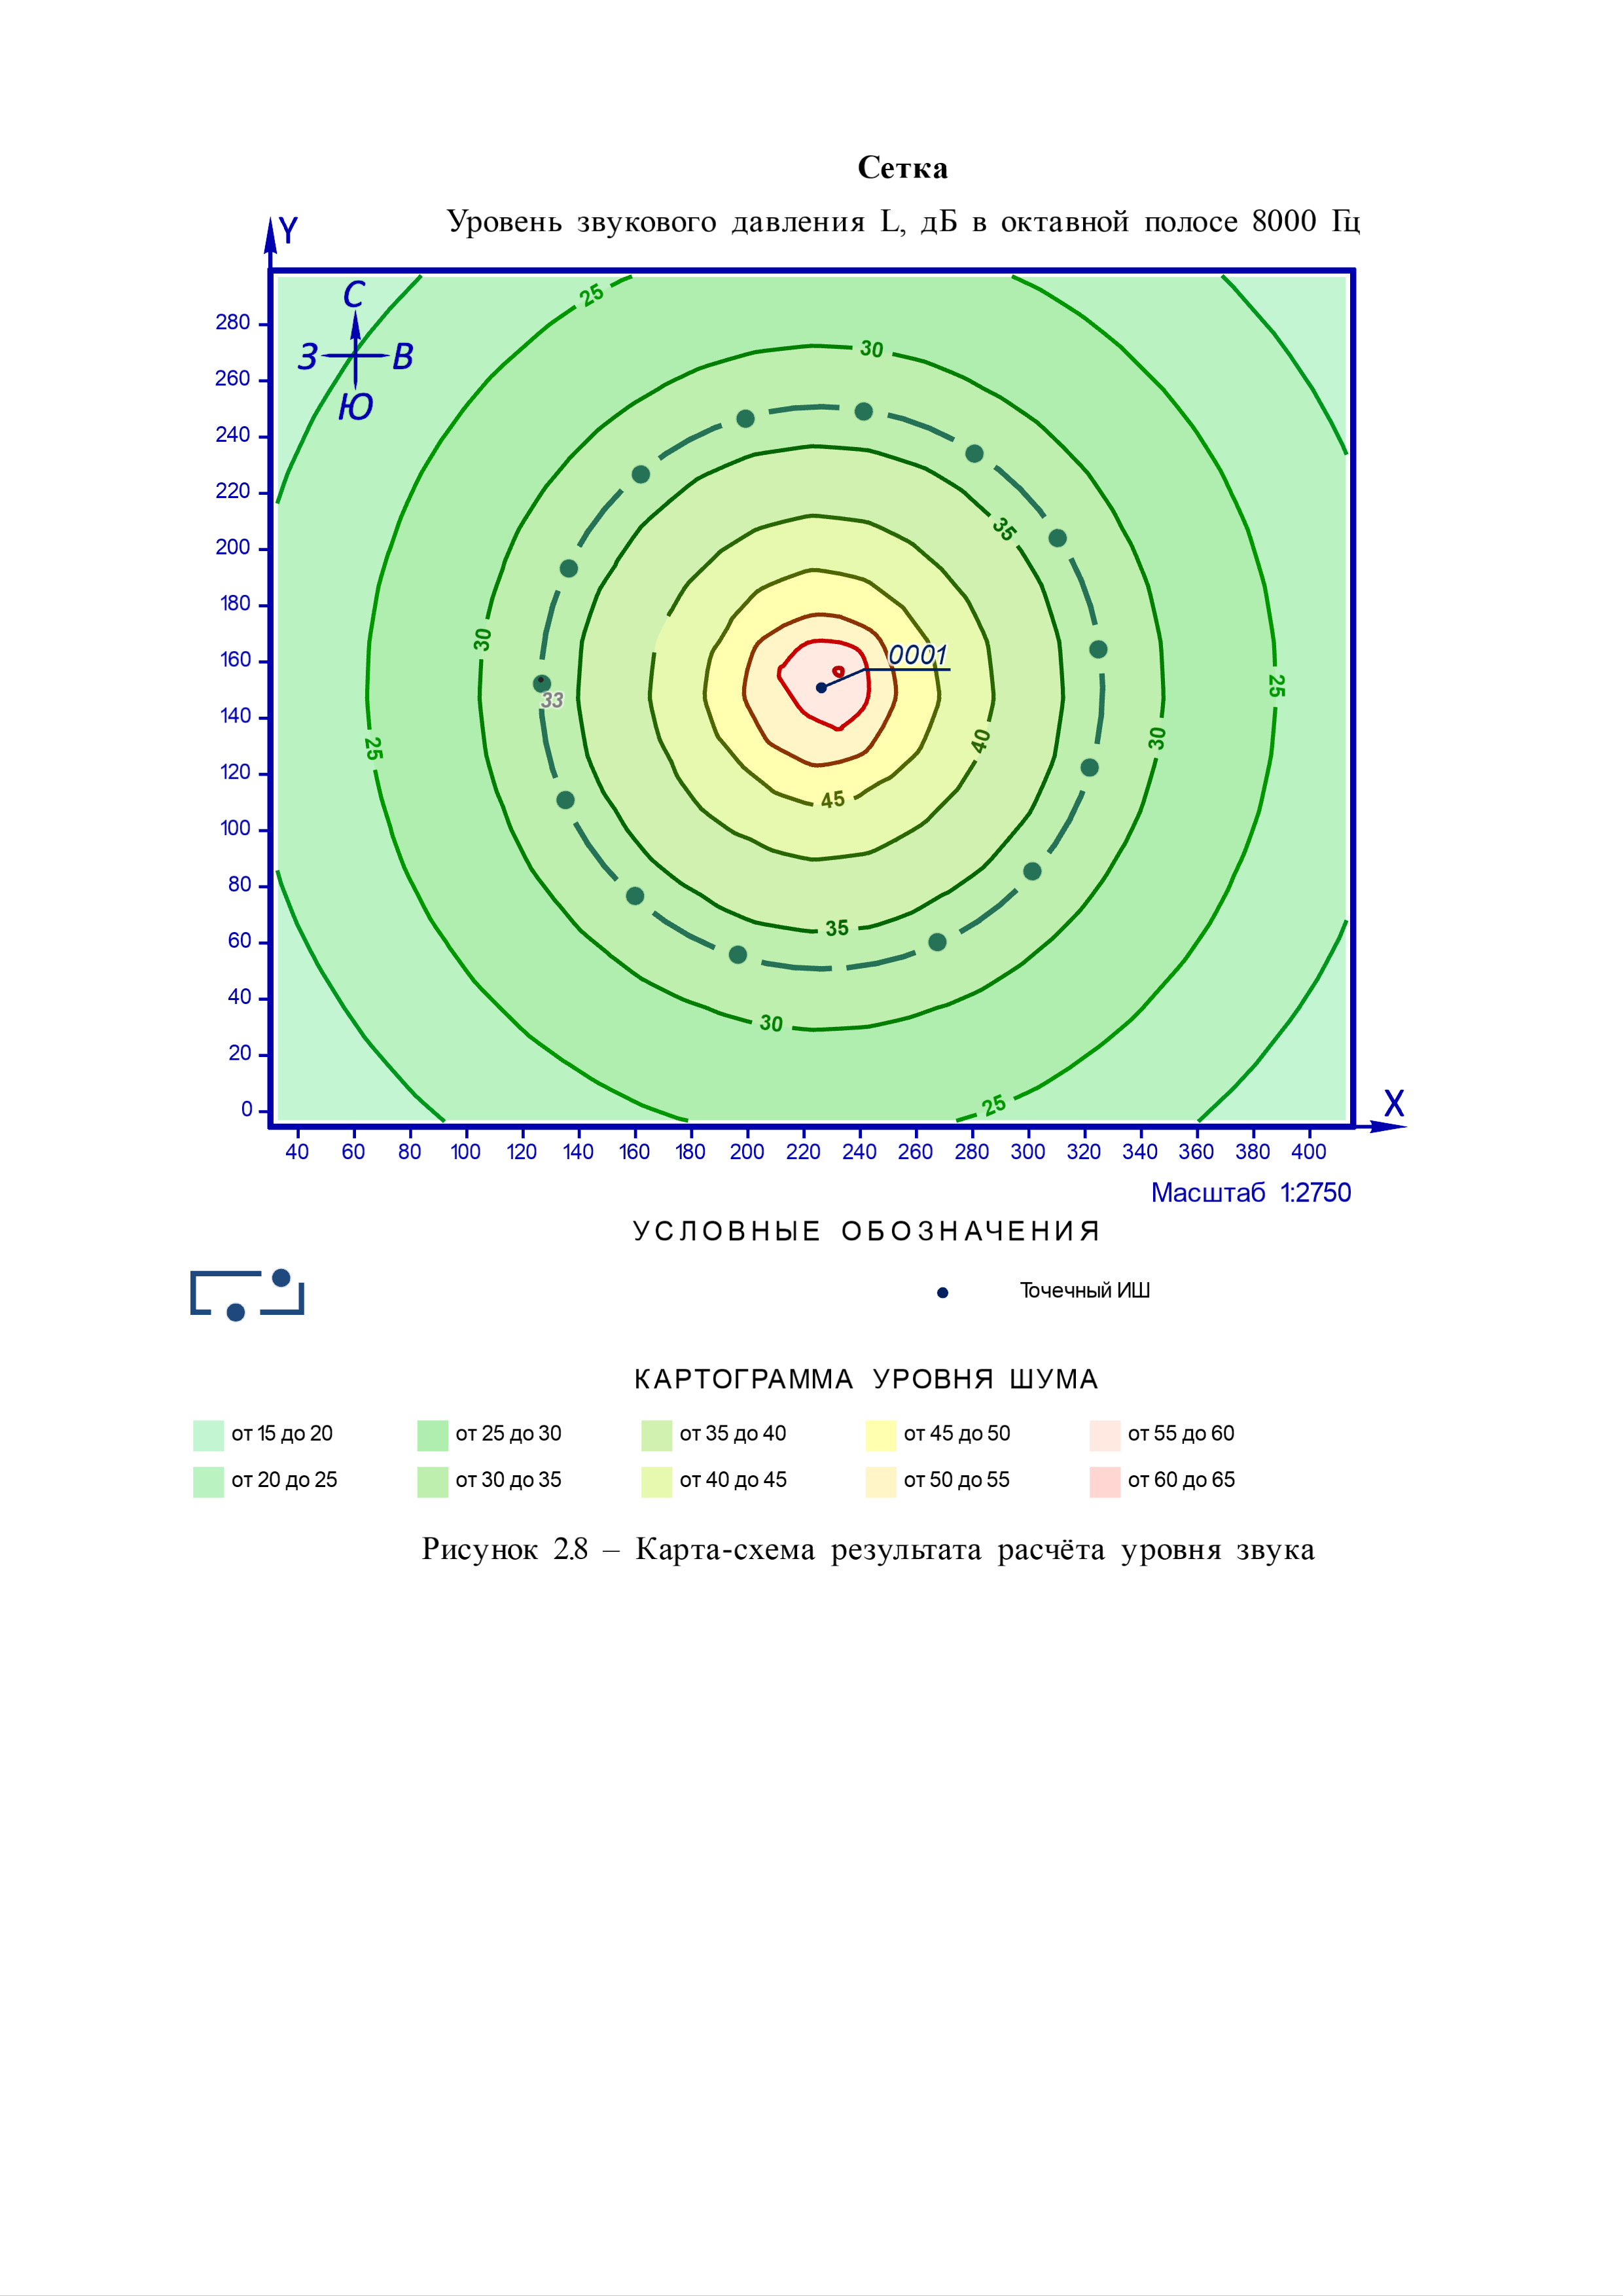 Сетка
Уровень звукового давления L, дБ в октавной полосе 8000 Гц
Y
С
З В
Ю
280
260
240
220
200
180
160
140
120
100
80
60
40
20
0
25
30
35
30
0001
33
25
25
40
30
45
35
30
25
X
40 60 80 100 120 140 160 180 200 220 240 260 280 300 320 340 360 380 400
Масштаб 1:2750
УСЛОВНЫЕ ОБОЗНАЧЕНИЯ
Точечный ИШ
КАРТОГРАММА УРОВНЯ ШУМА
от 15 до 20 от 25 до 30 от 35 до 40 от 45 до 50 от 55 до 60
от 20 до 25 от 30 до 35 от 40 до 45 от 50 до 55 от 60 до 65
Рисунок 2.8 – Карта-схема результата расчёта уровня звука